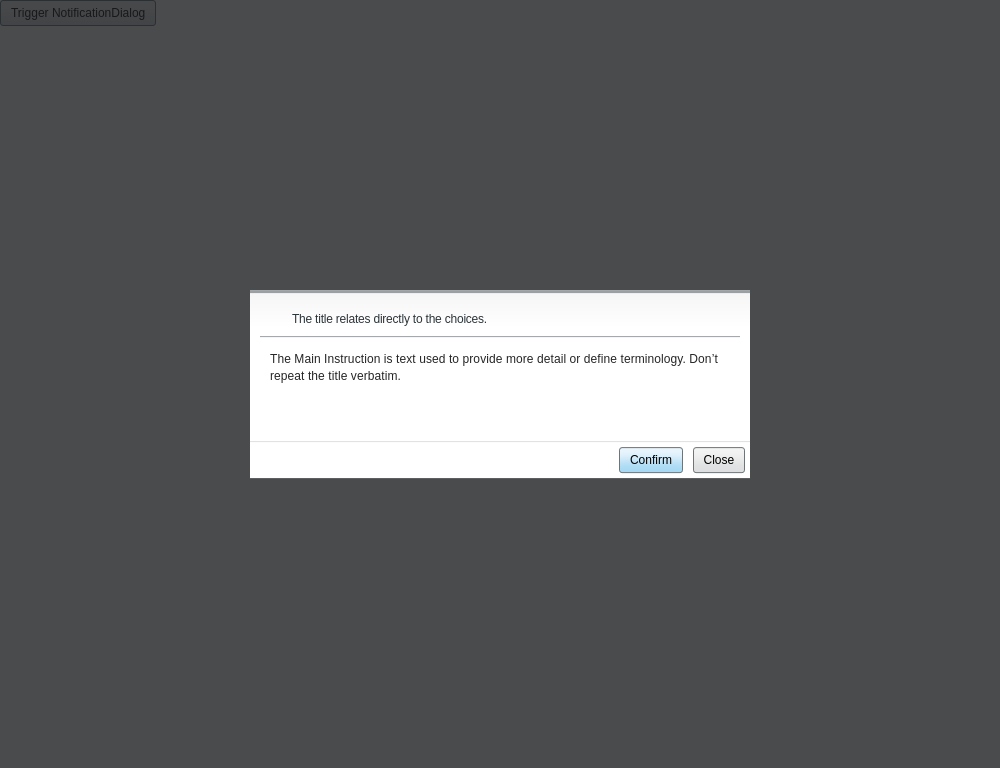 Trigger NotificationDialog
The title relates directly to the choices.
The Main Instruction is text used to provide more detail or define terminology. Don’t
repeat the title verbatim.
Confirm
Close